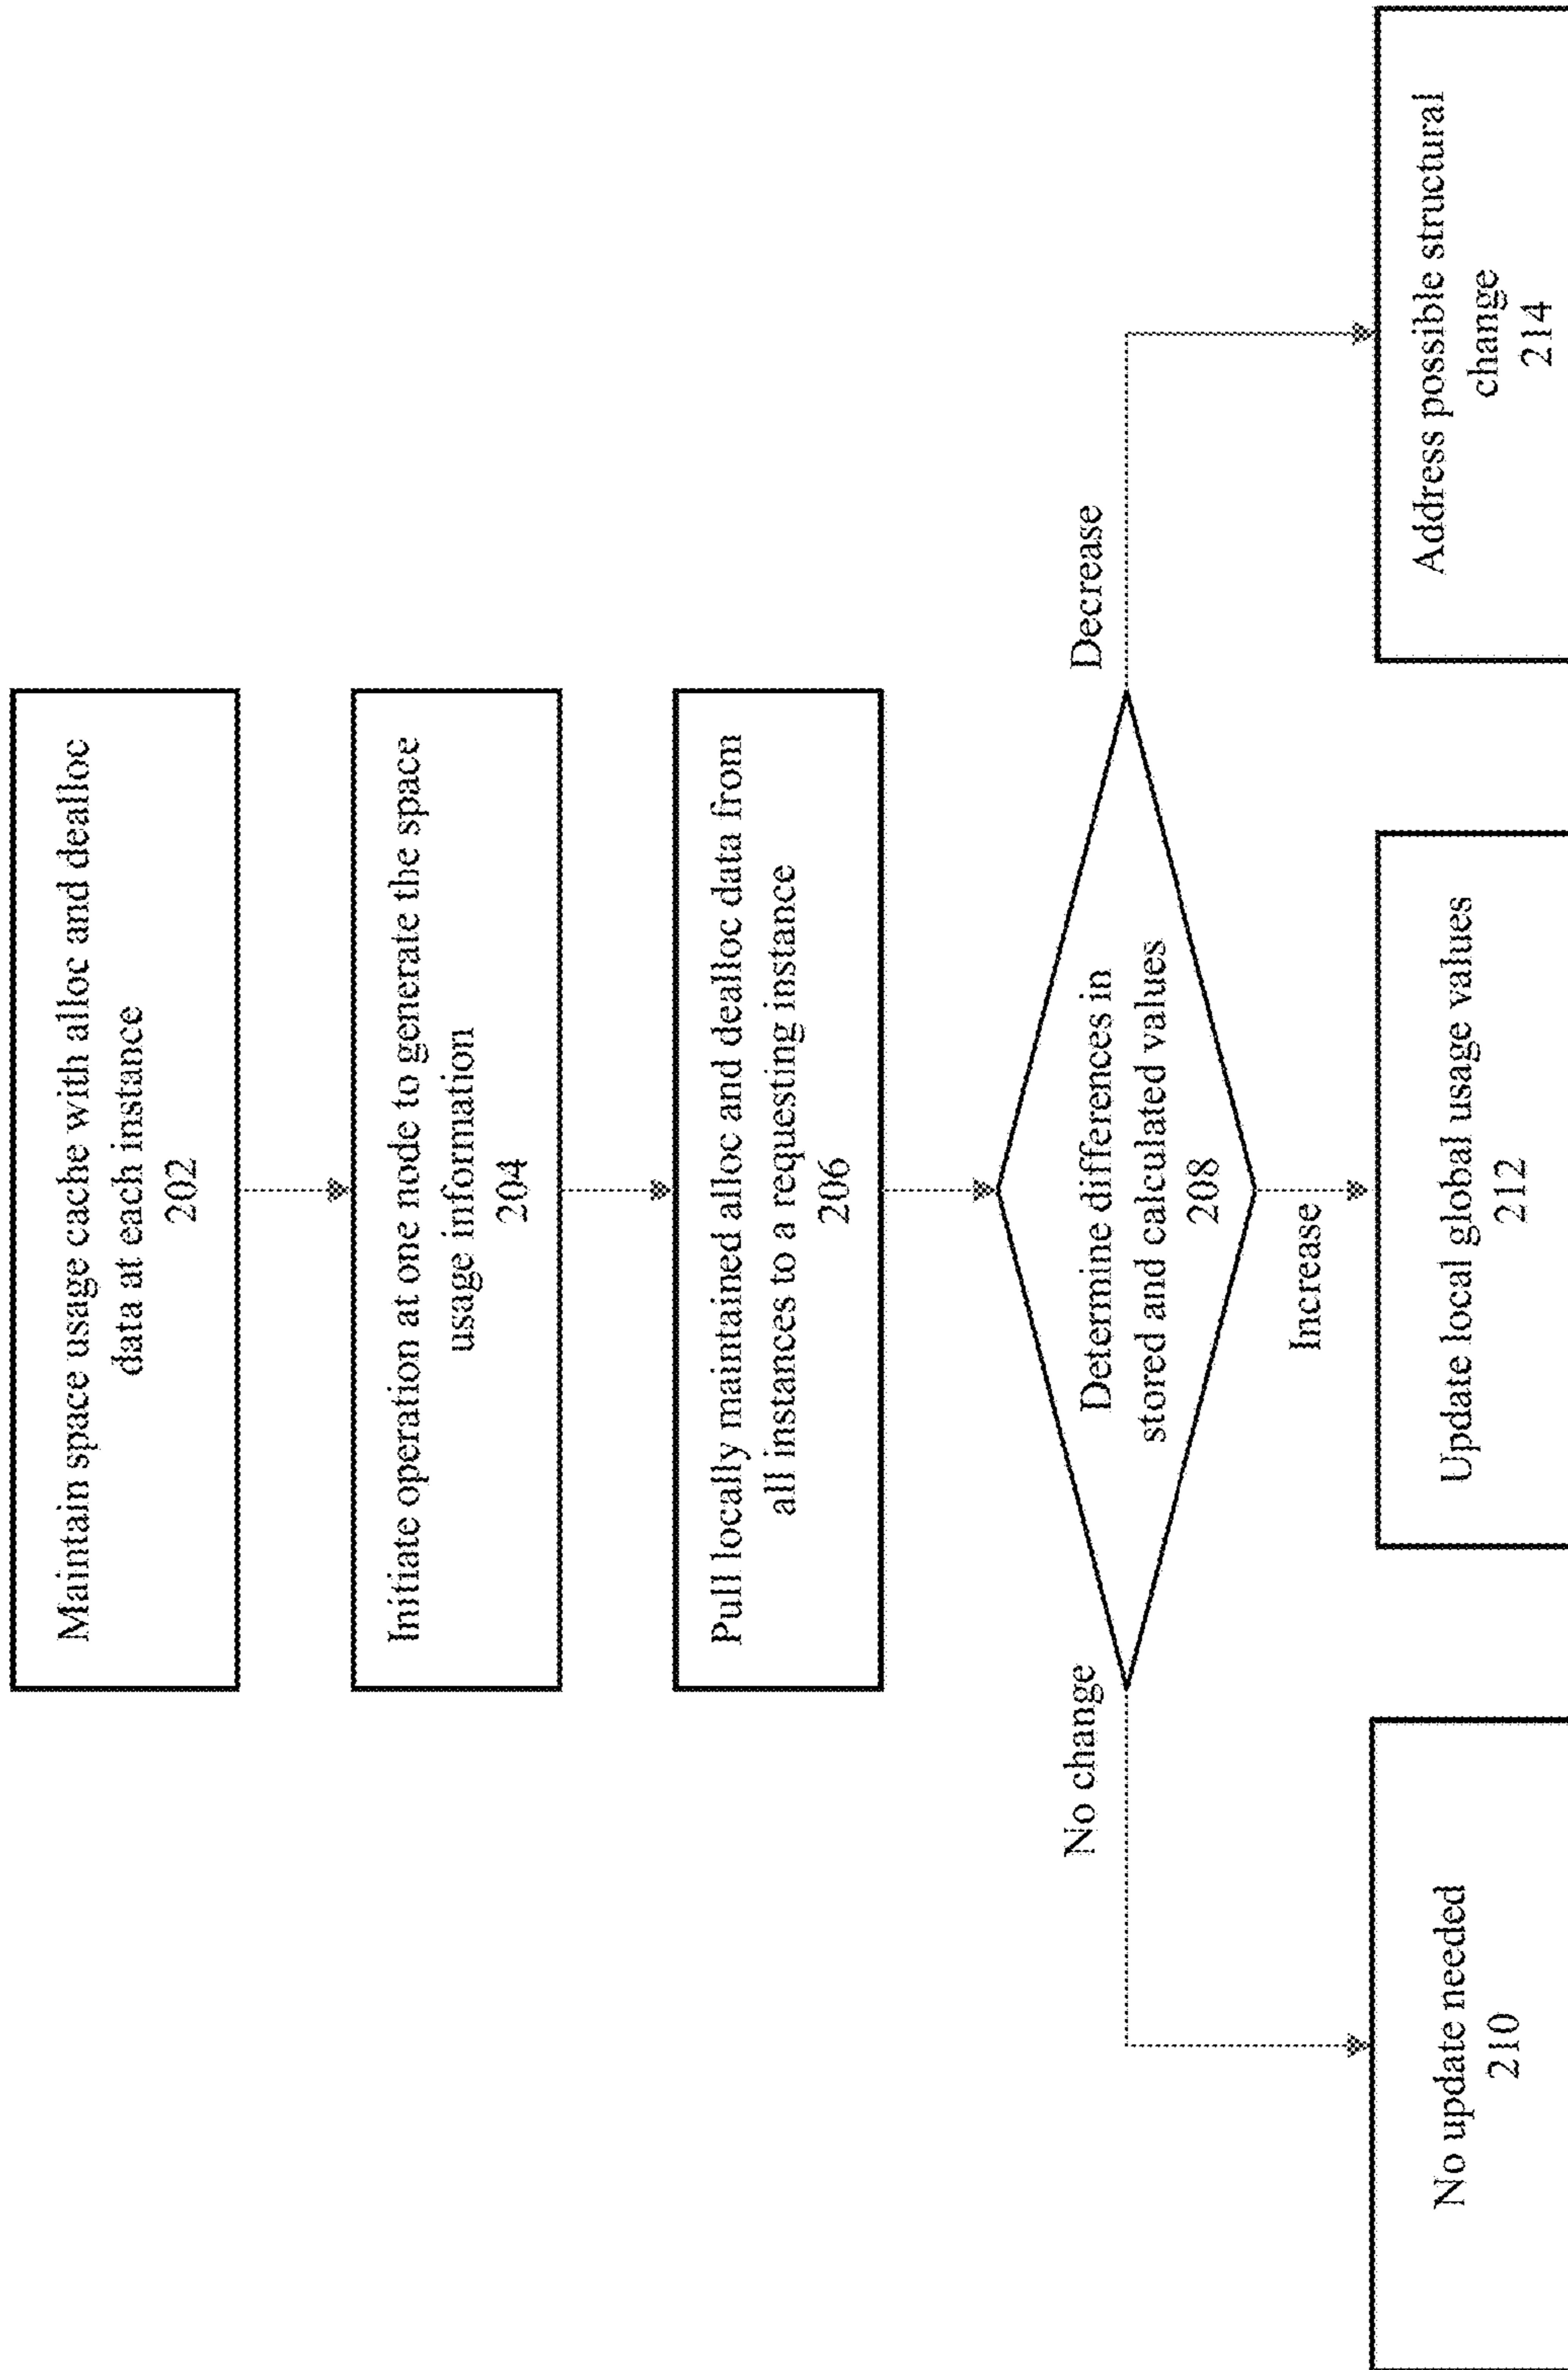 Maintain space usage cache with alloc and dealloc
data at each instance
202
Initiate operation at one node to generate the space
usage information
204
Pull locally maintained alloc and dealloc data from
all instances to a requesting instance
206
Determine differences in
stored and calculated values
208
No change
Increase
Decrease
No update needed
210
Update local global usage values
212
Address possible structural
change
214